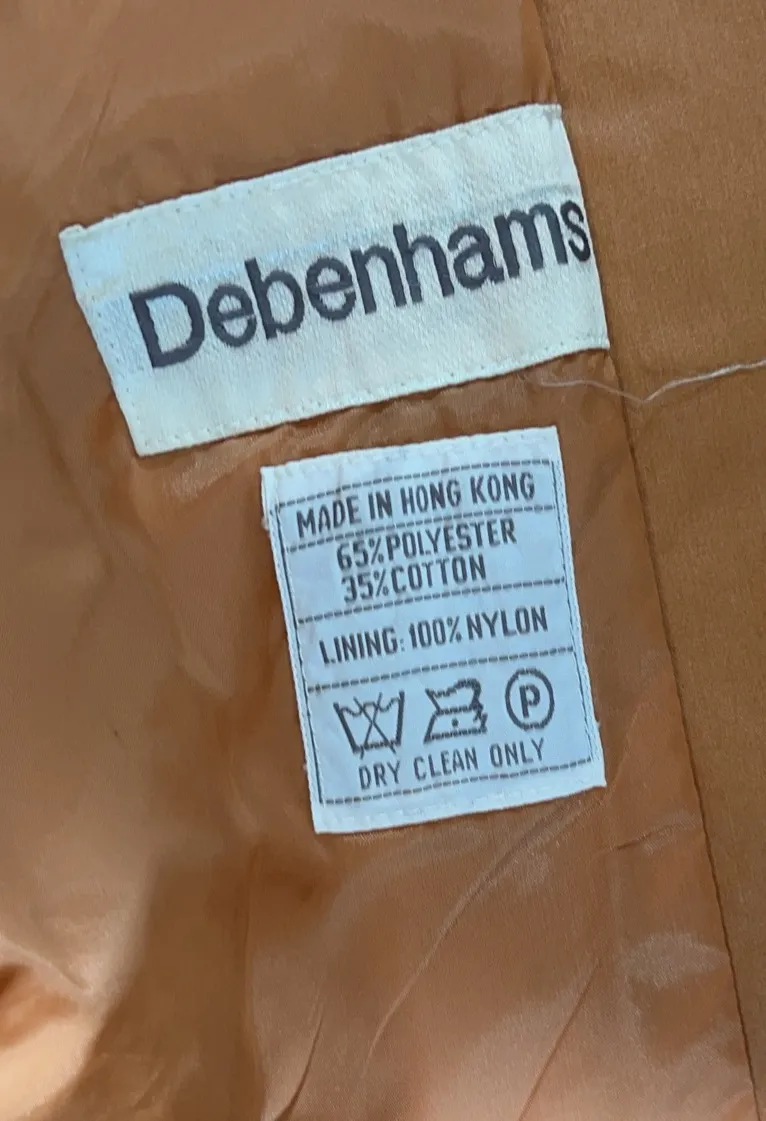 Debenhams
MADE IN HONG KONG
65% POLYESTER
35% COTTON
LINING: 100% NYLON
P
DRY CLEAN ONLY